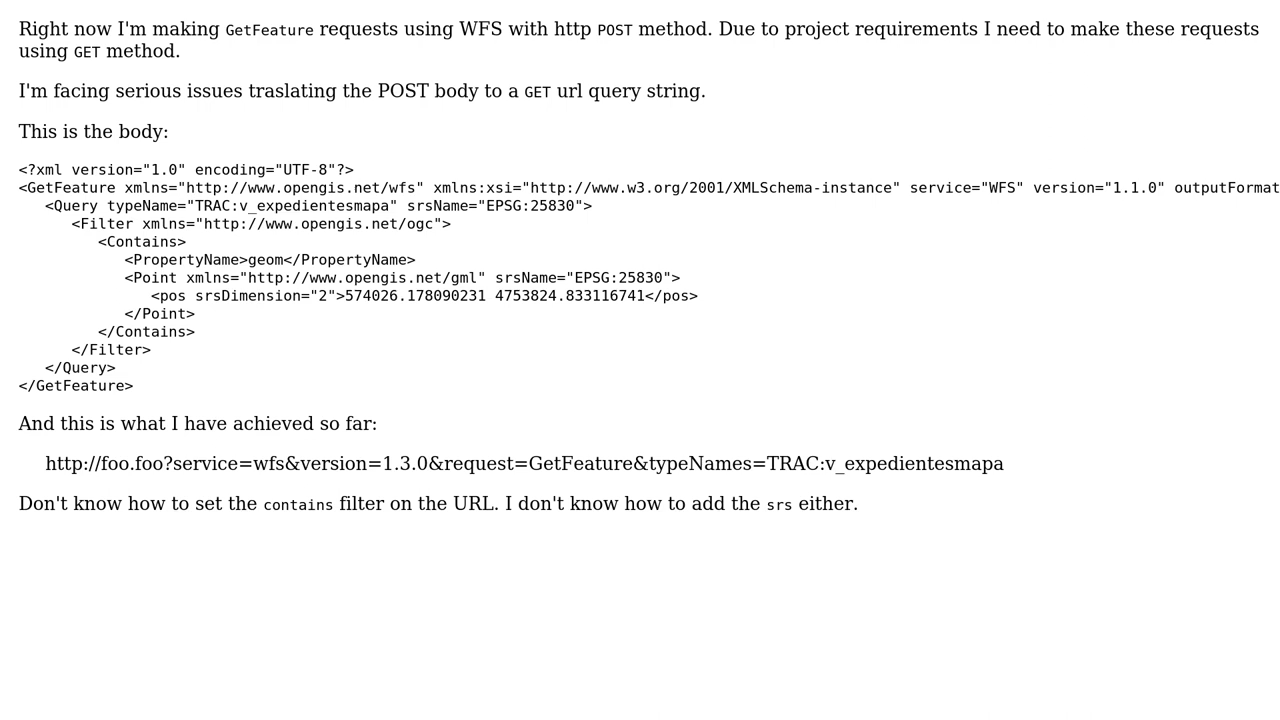 Right now I'm making GetFeature requests using WFS with http POST method. Due to project requirements I need to make these requests
using GET method.
I'm facing serious issues traslating the POST body to a GET url query string.
This is the body:
<?xml version="1.0" encoding="UTF-8"?>
<GetFeature xmlns="http://www.opengis.net/wfs" xmlns:xsi="http://www.w3.org/2001/XMLSchema-instance" service="WFS" version="1.1.0" outputFormat
   <Query typeName="TRAC:v_expedientesmapa" srsName="EPSG:25830">
      <Filter xmlns="http://www.opengis.net/ogc">
         <Contains>
            <PropertyName>geom</PropertyName>
            <Point xmlns="http://www.opengis.net/gml" srsName="EPSG:25830">
               <pos srsDimension="2">574026.178090231 4753824.833116741</pos>
            </Point>
         </Contains>
      </Filter>
   </Query>
</GetFeature>
And this is what I have achieved so far:
http://foo.foo?service=wfs&version=1.3.0&request=GetFeature&typeNames=TRAC:v_expedientesmapa
Don't know how to set the contains filter on the URL. I don't know how to add the srs either.